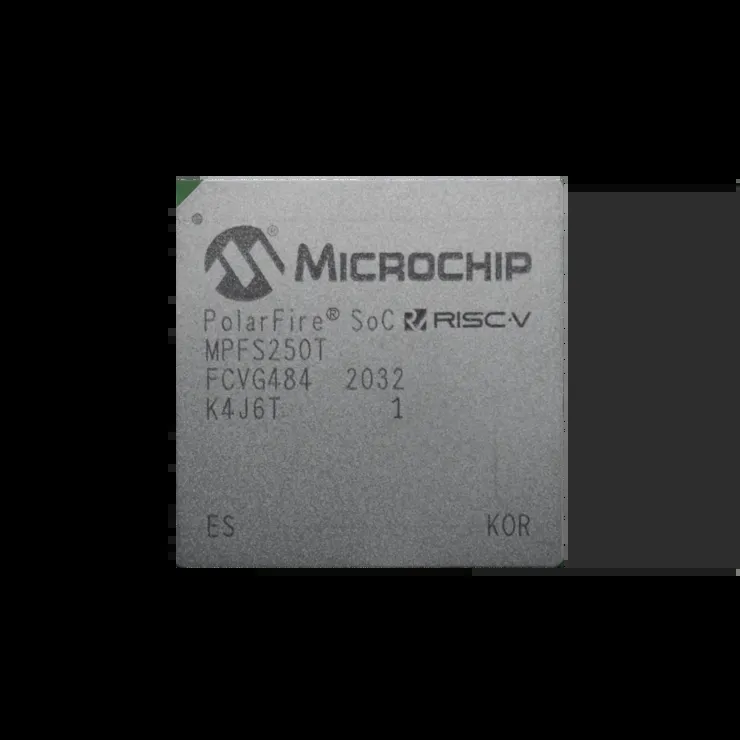 MICROCHIP®
PolarFire® SoC RISC-V
MPFS250T
FCVG484 2032
K4J6T 1
ES KOR